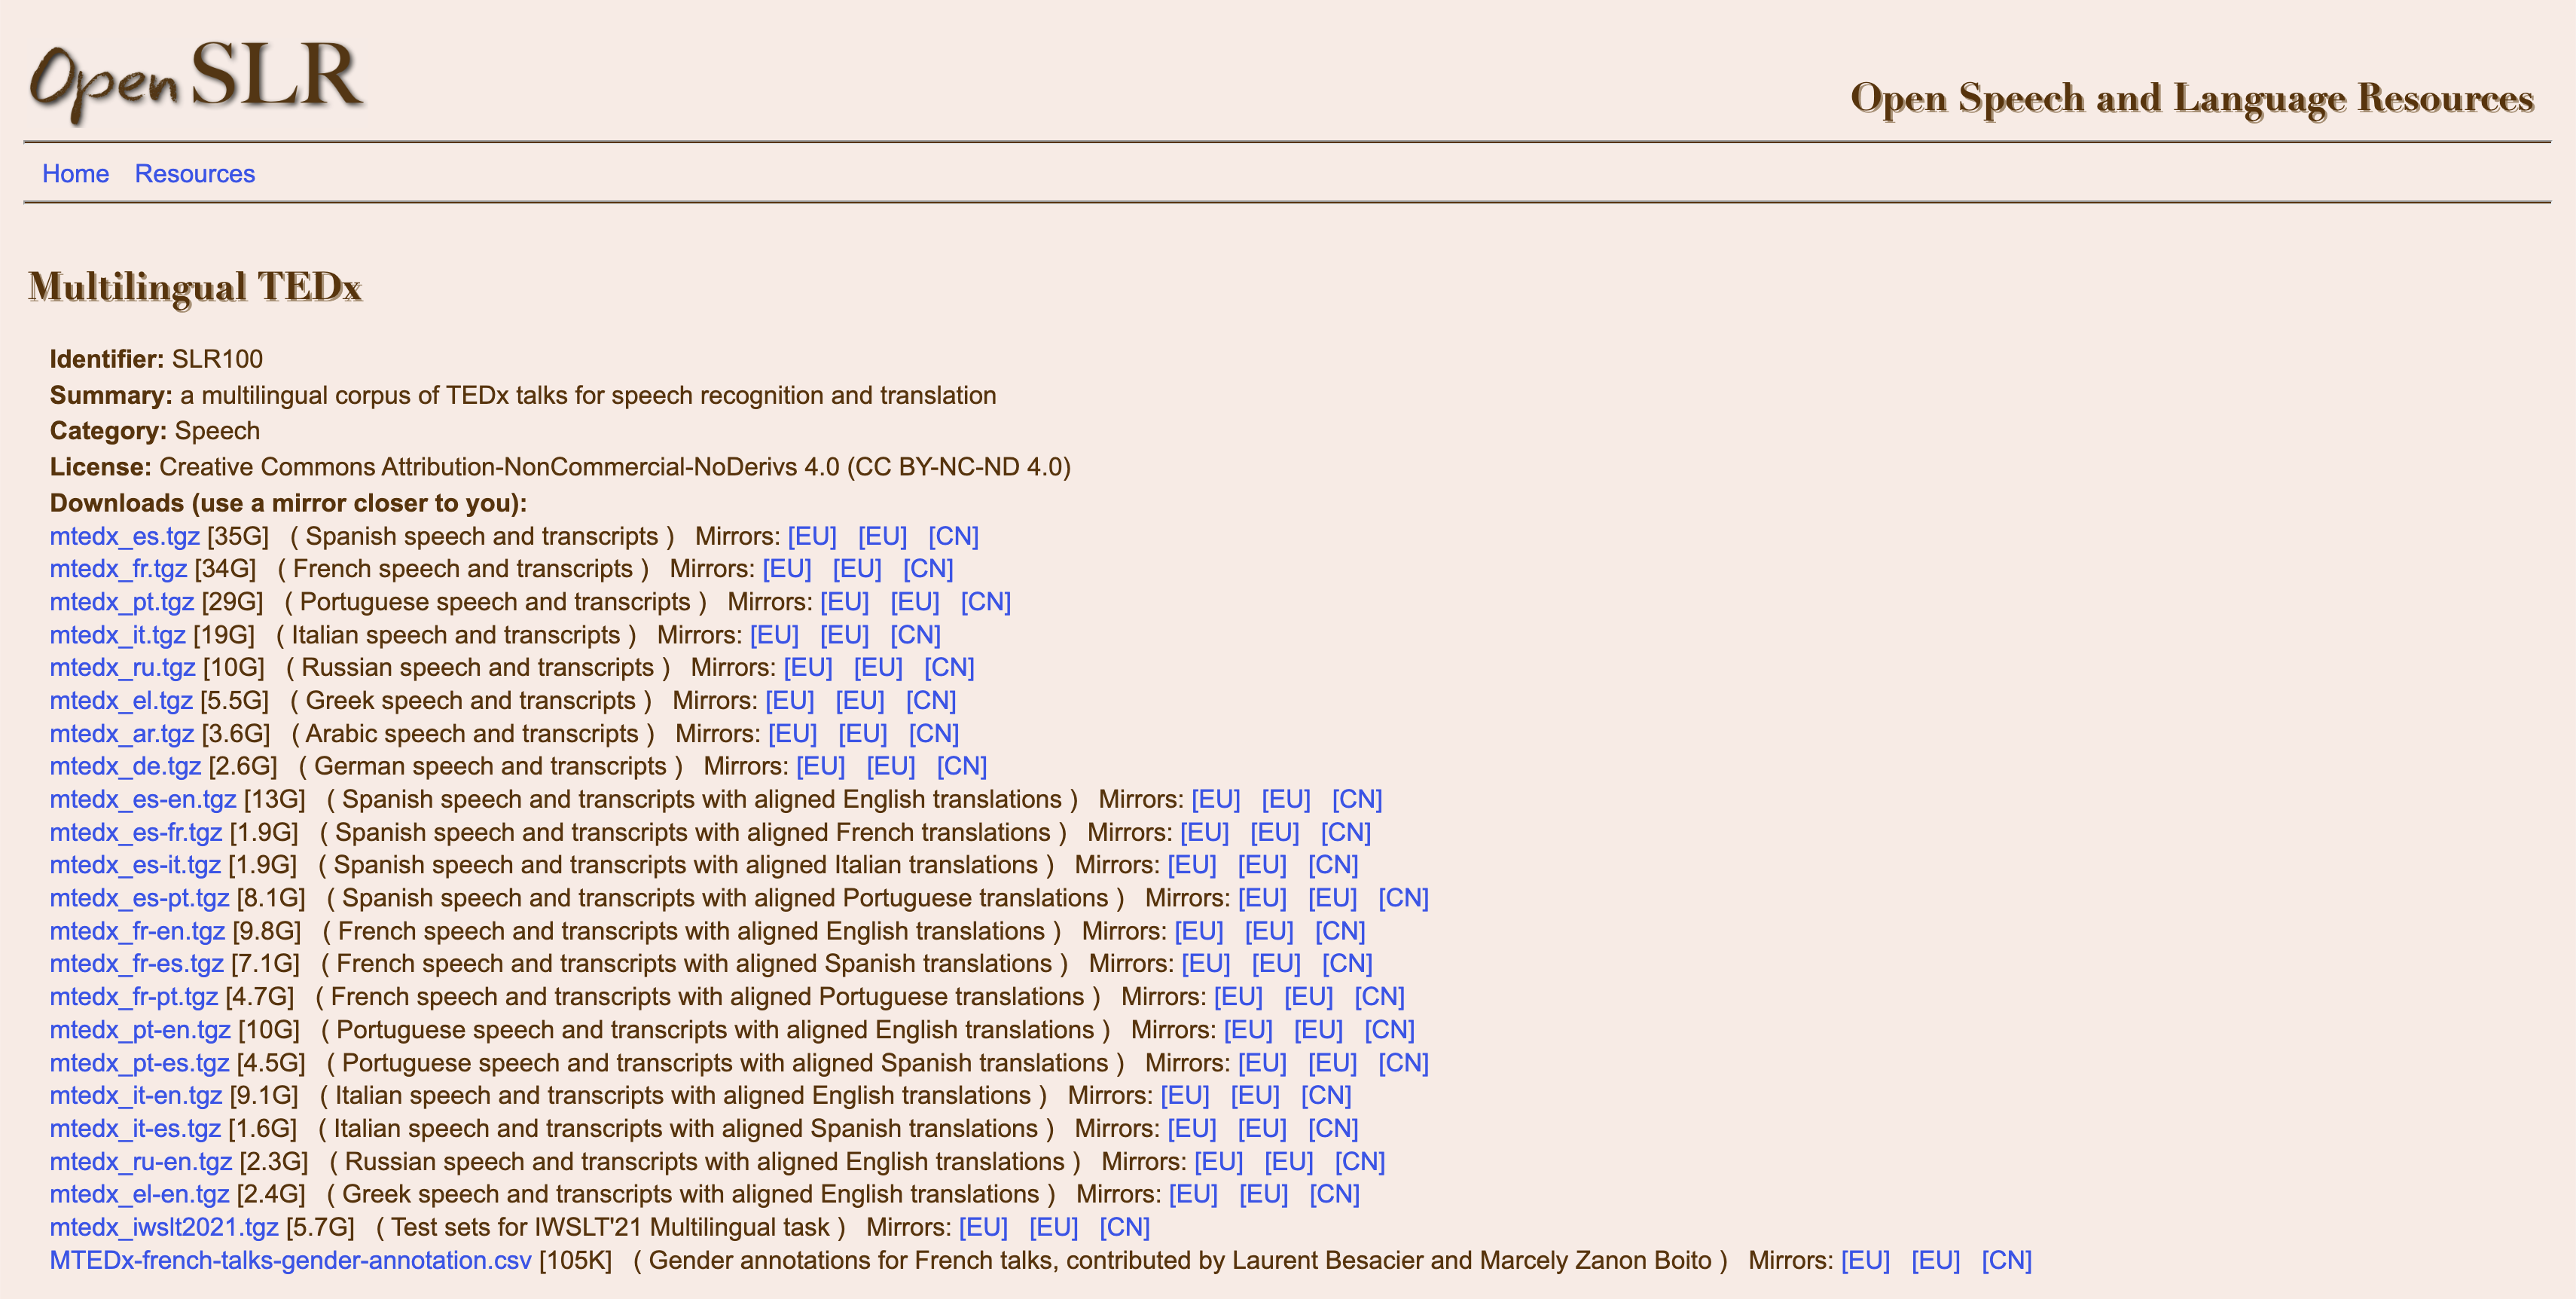 Open SLR
Open Speech and Language Resources
Home Resources
Multilingual TEDx
Identifier: SLR100
Summary: a multilingual corpus of TEDx talks for speech recognition and translation
Category: Speech
License: Creative Commons Attribution-NonCommercial-NoDerivs 4.0 (CC BY-NC-ND 4.0)
Downloads (use a mirror closer to you):
mtedx_es.tgz [35G] ( Spanish speech and transcripts ) Mirrors: [EU] [EU] [CN]
mtedx_fr.tgz [34G] ( French speech and transcripts ) Mirrors: [EU] [EU] [CN]
mtedx_pt.tgz [29G] ( Portuguese speech and transcripts ) Mirrors: [EU] [EU] [CN]
mtedx_it.tgz [19G] ( Italian speech and transcripts ) Mirrors: [EU] [EU] [CN]
mtedx_ru.tgz [10G] ( Russian speech and transcripts ) Mirrors: [EU] [EU] [CN]
mtedx_el.tgz [5.5G] ( Greek speech and transcripts ) Mirrors: [EU] [EU] [CN]
mtedx_ar.tgz [3.6G] ( Arabic speech and transcripts ) Mirrors: [EU] [EU] [CN]
mtedx_de.tgz [2.6G] ( German speech and transcripts ) Mirrors: [EU] [EU] [CN]
mtedx_es-en.tgz [13G] ( Spanish speech and transcripts with aligned English translations ) Mirrors: [EU] [EU] [CN]
mtedx_es-fr.tgz [1.9G] ( Spanish speech and transcripts with aligned French translations ) Mirrors: [EU] [EU] [CN]
mtedx_es-it.tgz [1.9G] ( Spanish speech and transcripts with aligned Italian translations ) Mirrors: [EU] [EU] [CN]
mtedx_es-pt.tgz [8.1G] ( Spanish speech and transcripts with aligned Portuguese translations ) Mirrors: [EU] [EU] [CN]
mtedx_fr-en.tgz [9.8G] ( French speech and transcripts with aligned English translations ) Mirrors: [EU] [EU] [CN]
mtedx_fr-es.tgz [7.1G] ( French speech and transcripts with aligned Spanish translations ) Mirrors: [EU] [EU] [CN]
mtedx_fr-pt.tgz [4.7G] ( French speech and transcripts with aligned Portuguese translations ) Mirrors: [EU] [EU] [CN]
mtedx_pt-en.tgz [10G] ( Portuguese speech and transcripts with aligned English translations ) Mirrors: [EU] [EU] [CN]
mtedx_pt-es.tgz [4.5G] ( Portuguese speech and transcripts with aligned Spanish translations ) Mirrors: [EU] [EU] [CN]
mtedx_it-en.tgz [9.1G] ( Italian speech and transcripts with aligned English translations ) Mirrors: [EU] [EU] [CN]
mtedx_it-es.tgz [1.6G] ( Italian speech and transcripts with aligned Spanish translations ) Mirrors: [EU] [EU] [CN]
mtedx_ru-en.tgz [2.3G] ( Russian speech and transcripts with aligned English translations ) Mirrors: [EU] [EU] [CN]
mtedx_el-en.tgz [2.4G] ( Greek speech and transcripts with aligned English translations ) Mirrors: [EU] [EU] [CN]
mtedx_iwslt2021.tgz [5.7G] ( Test sets for IWSLT'21 Multilingual task ) Mirrors: [EU] [EU] [CN]
MTEDx-french-talks-gender-annotation.csv [105K] ( Gender annotations for French talks, contributed by Laurent Besacier and Marcely Zanon Boito ) Mirrors: [EU] [EU] [CN]